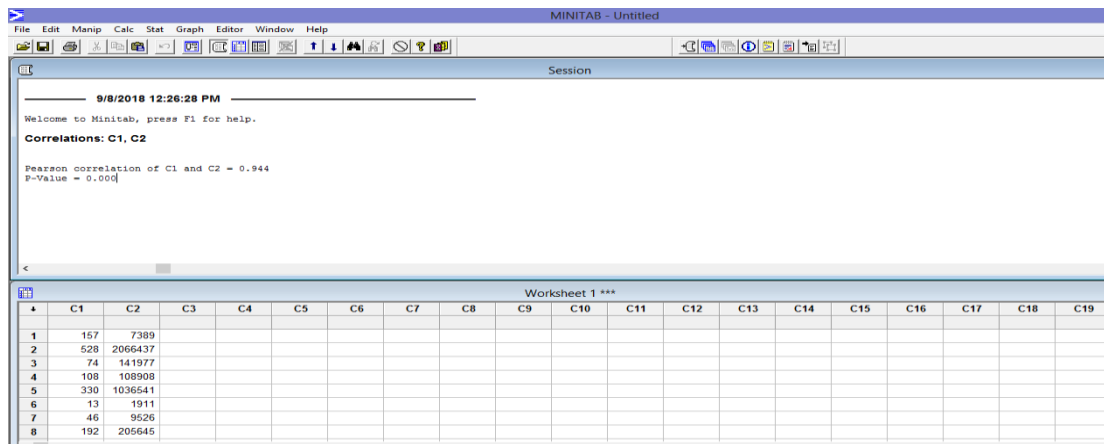 MINITAB - Untitled
File Edit Manip Calc Stat Graph Editor Window Help
Session
9/8/2018 12:26:28 PM
Welcome to Minitab, press F1 for help.
Correlations: C1, C2
Pearson correlation of C1 and C2 = 0.944
P-Value = 0.000
Worksheet 1 ***
C1 C2 C3 C4 C5 C6 C7 C8 C9 C10 C11 C12 C13 C14 C15 C16 C17 C18 C19
1 157 7389
2 528 2066437
3 74 141977
4 108 108908
5 330 1036541
6 13 1911
7 46 9526
8 192 205645